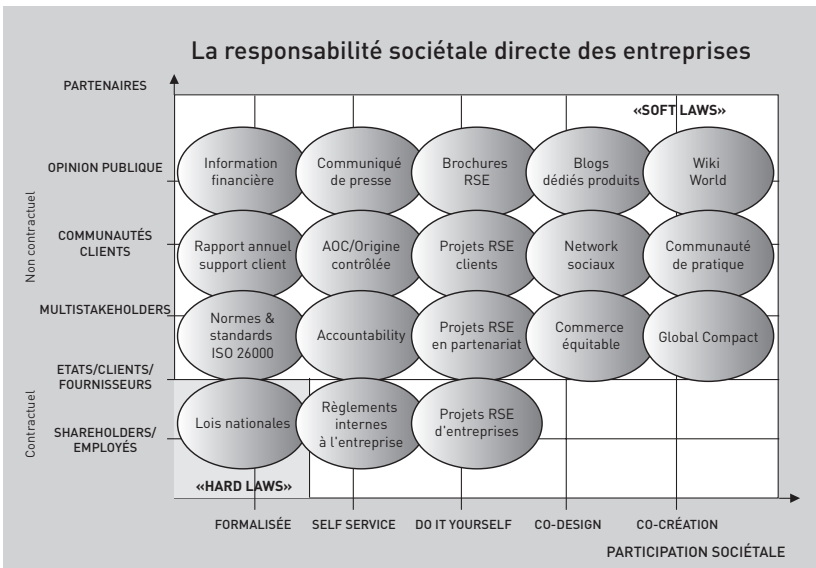 La responsabilité sociétale directe des entreprises
PARTENAIRES
«SOFT LAWS»
OPINION PUBLIQUE
Information
financière
Communiqué
de presse
Brochures
RSE
Blogs
dédiés produits
Wiki
World
Non contractuel
COMMUNAUTÉS
CLIENTS
Rapport annuel
support client
AOC/Origine
contrôlée
Projets RSE
clients
Network
sociaux
Communauté
de pratique
MULTISTAKEHOLDERS
Normes &
standards
ISO 26000
Accountability
Projets RSE
en partenariat
Commerce
équitable
Global Compact
ETATS/CLIENTS/
FOURNISSEURS
Contractuel
SHAREHOLDERS/
EMPLOYÉS
Lois nationales
Règlements
internes
à l'entreprise
Projets RSE
d'entreprises
«HARD LAWS»
FORMALISÉE
SELF SERVICE
DO IT YOURSELF
CO-DESIGN
CO-CRÉATION
PARTICIPATION SOCIÉTALE